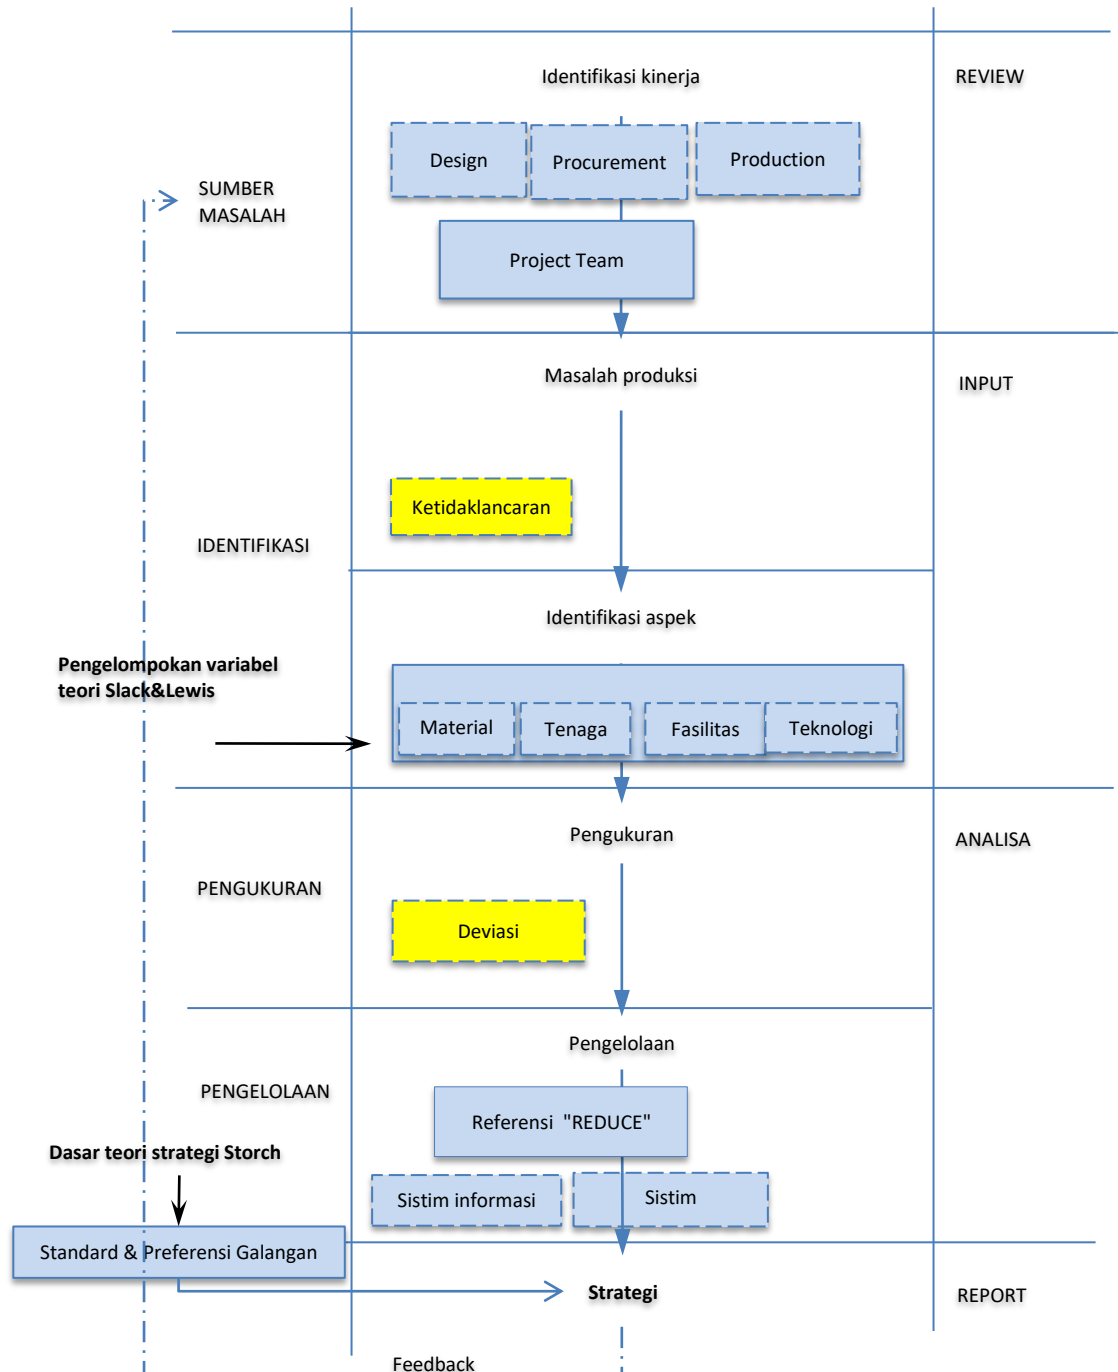 Identifikasi kinerja
REVIEW
Design
Procurement
Production
SUMBER
MASALAH
Project Team
Masalah produksi
INPUT
Ketidaklancaran
IDENTIFIKASI
Identifikasi aspek
Pengelompokan variabel
teori Slack&Lewis
Material
Tenaga
Fasilitas
Teknologi
Pengukuran
ANALISA
PENGUKURAN
Deviasi
Pengelolaan
PENGELOLAAN
Referensi "REDUCE"
Dasar teori strategi Storch
Sistim informasi
Sistim
Standard & Preferensi Galangan
Strategi
REPORT
Feedback